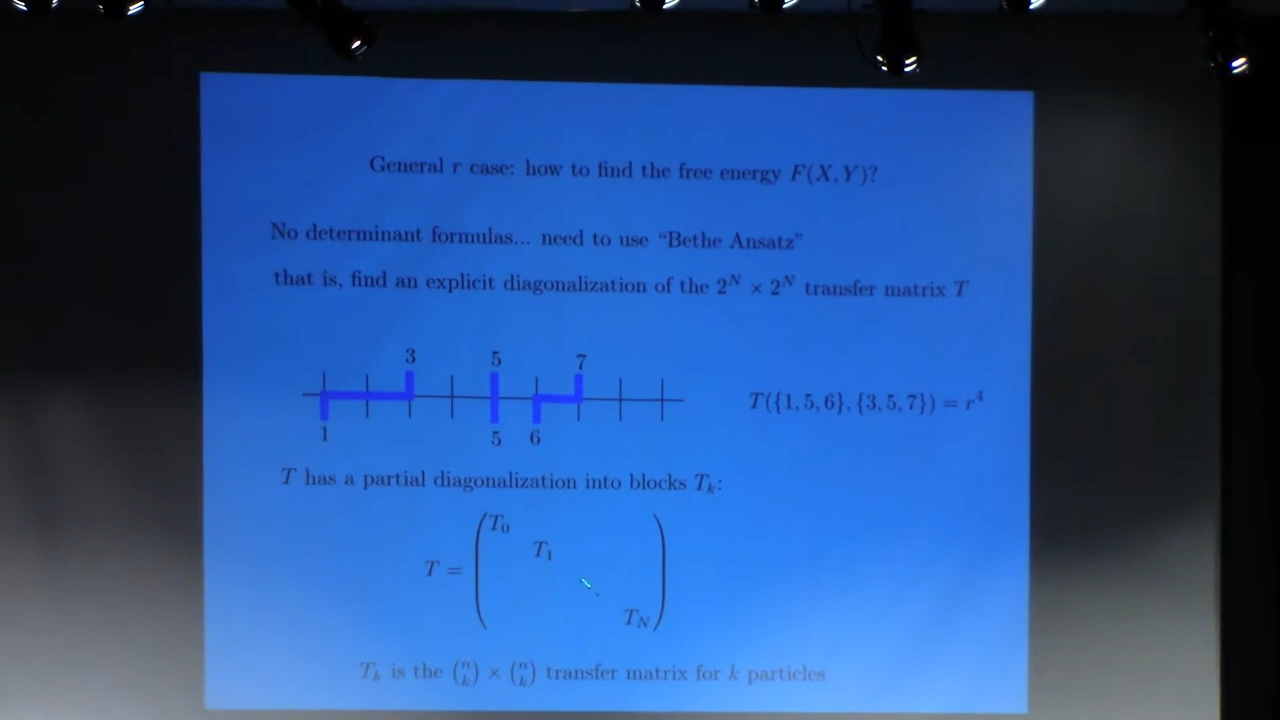 General r case: how to find the free energy F(X,Y)?
No determinant formulas... need to use “Bethe Ansatz”
that is, find an explicit diagonalization of the 2^N × 2^N transfer matrix T
3 5 7
T({1,5,6},{3,5,7}) = r^4
1 5 6
T has a partial diagonalization into blocks T_k:
T_0
T_1
T =
T_N
T_k is the (n k) × (n k) transfer matrix for k particles